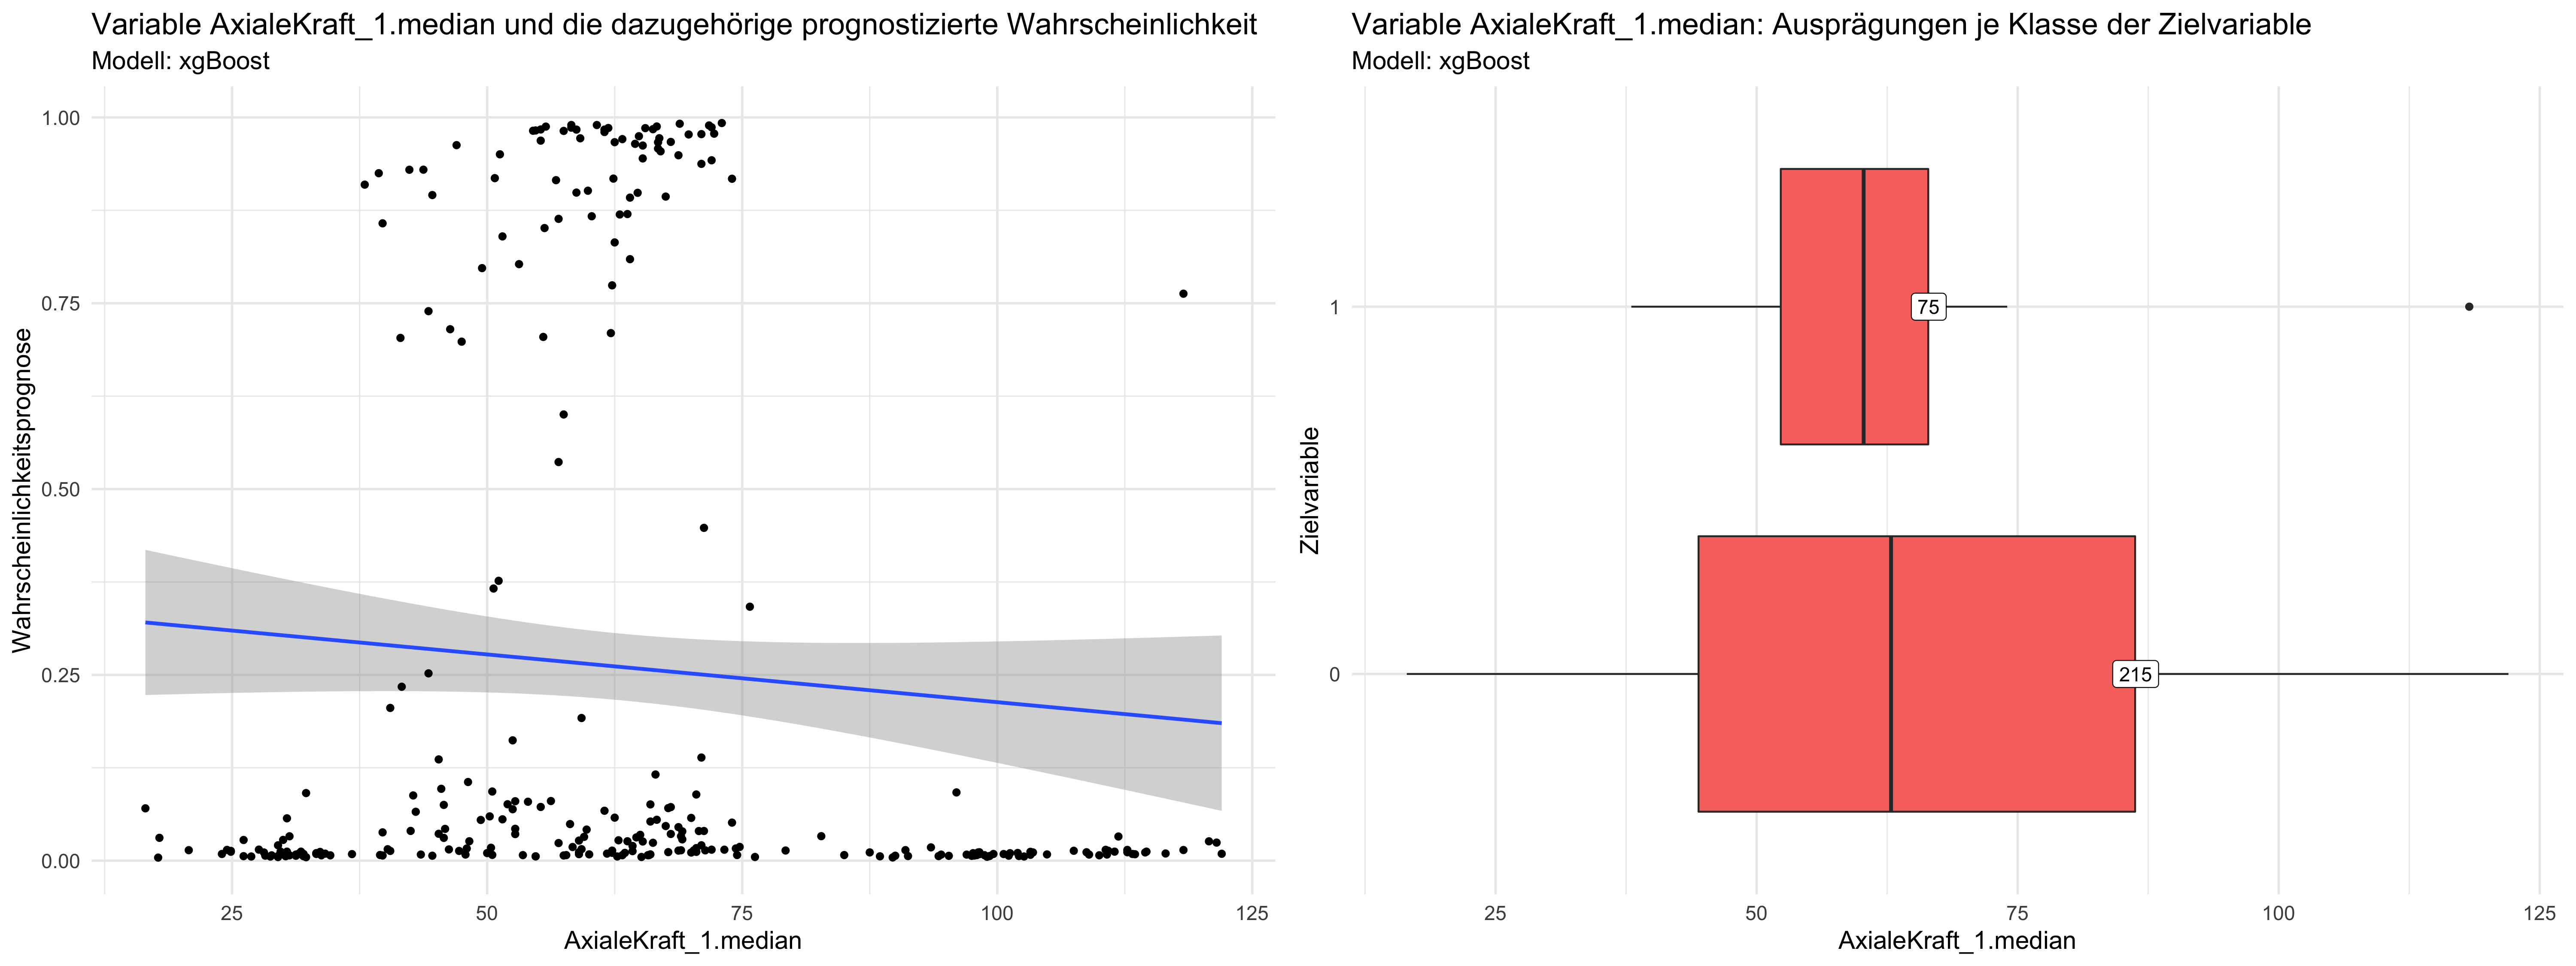 Variable AxialeKraft_1.median und die dazugehörige prognostizierte Wahrscheinlichkeit
Modell: xgBoost
Wahrscheinlichkeitsprognose
1.00
0.75
0.50
0.25
0.00
25
50
75
100
125
AxialeKraft_1.median
Variable AxialeKraft_1.median: Ausprägungen je Klasse der Zielvariable
Modell: xgBoost
Zielvariable
1
75
0
215
25
50
75
100
125
AxialeKraft_1.median